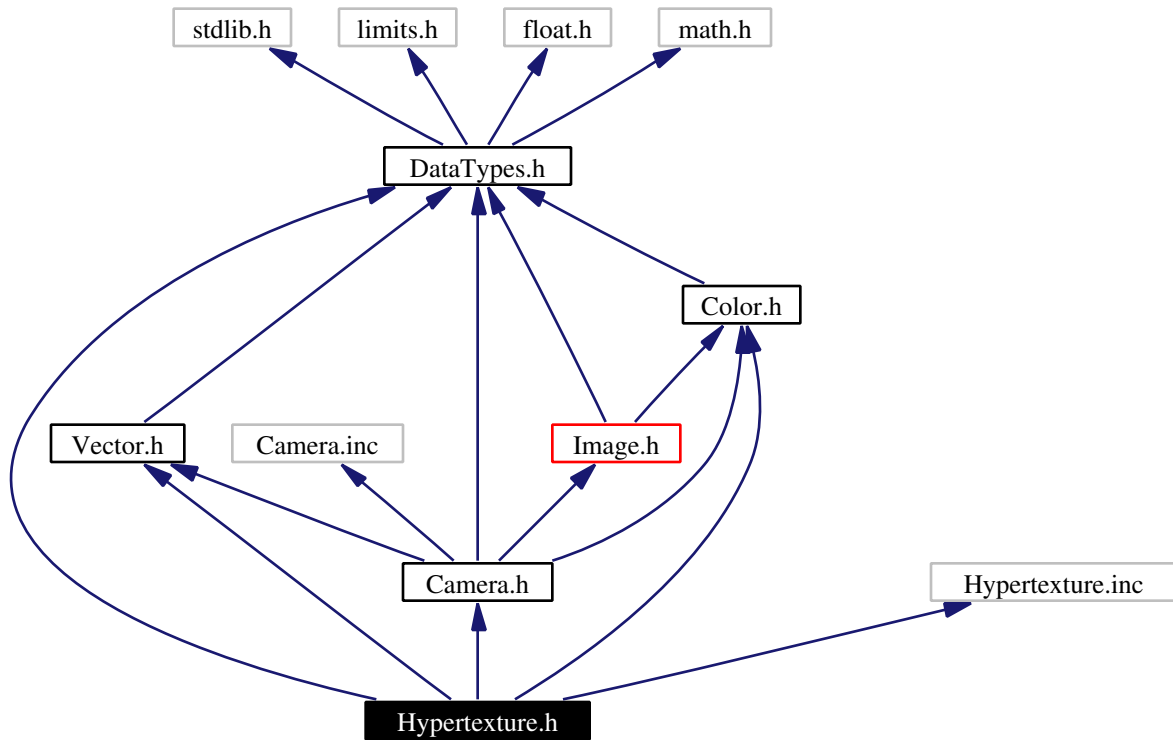 stdlib.h
limits.h
float.h
math.h
DataTypes.h
Color.h
Vector.h
Camera.inc
Image.h
Camera.h
Hypertexture.inc
Hypertexture.h